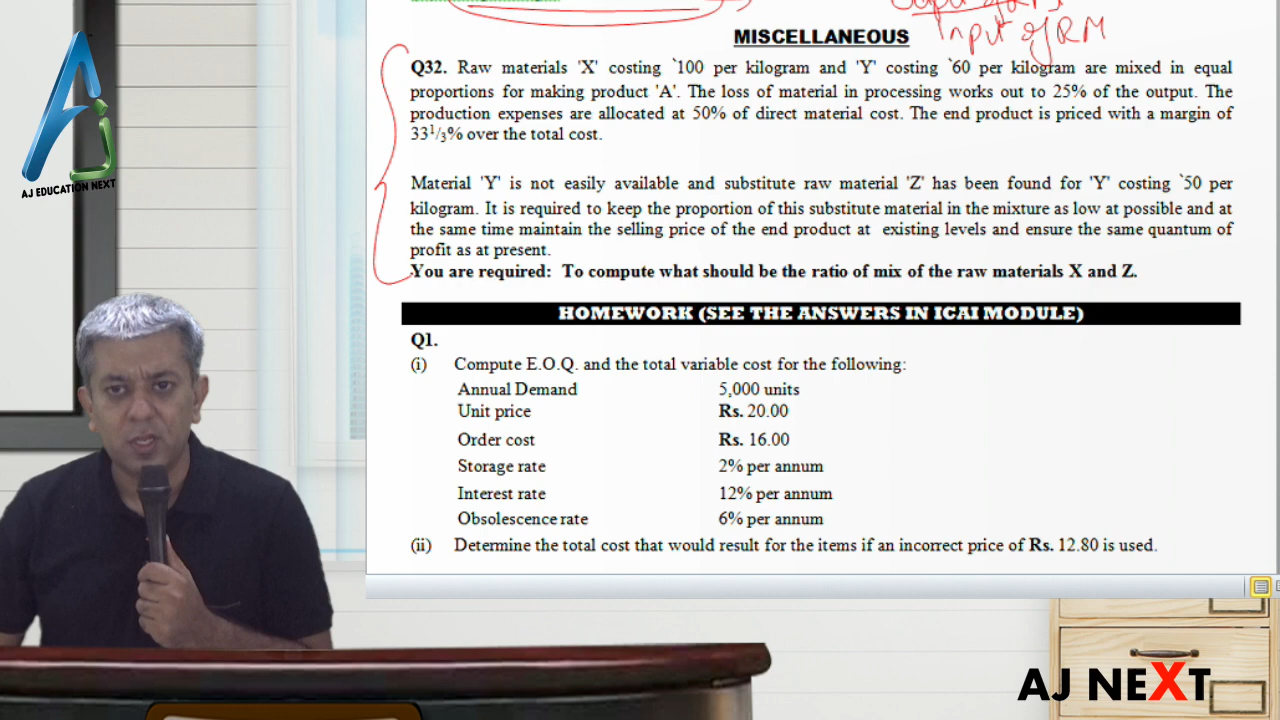 Input of RM
MISCELLANEOUS
Q32. Raw materials 'X' costing `100 per kilogram and 'Y' costing `60 per kilogram are mixed in equal
proportions for making product 'A'. The loss of material in processing works out to 25% of the output. The
production expenses are allocated at 50% of direct material cost. The end product is priced with a margin of
33¹/₃% over the total cost.
Material 'Y' is not easily available and substitute raw material 'Z' has been found for 'Y' costing `50 per
kilogram. It is required to keep the proportion of this substitute material in the mixture as low at possible and at
the same time maintain the selling price of the end product at existing levels and ensure the same quantum of
profit as at present.
You are required: To compute what should be the ratio of mix of the raw materials X and Z.
HOMEWORK (SEE THE ANSWERS IN ICAI MODULE)
Q1.
(i) Compute E.O.Q. and the total variable cost for the following:
Annual Demand 5,000 units
Unit price Rs. 20.00
Order cost Rs. 16.00
Storage rate 2% per annum
Interest rate 12% per annum
Obsolescence rate 6% per annum
(ii) Determine the total cost that would result for the items if an incorrect price of Rs. 12.80 is used.
AJ EDUCATION NEXT
AJ NEXT